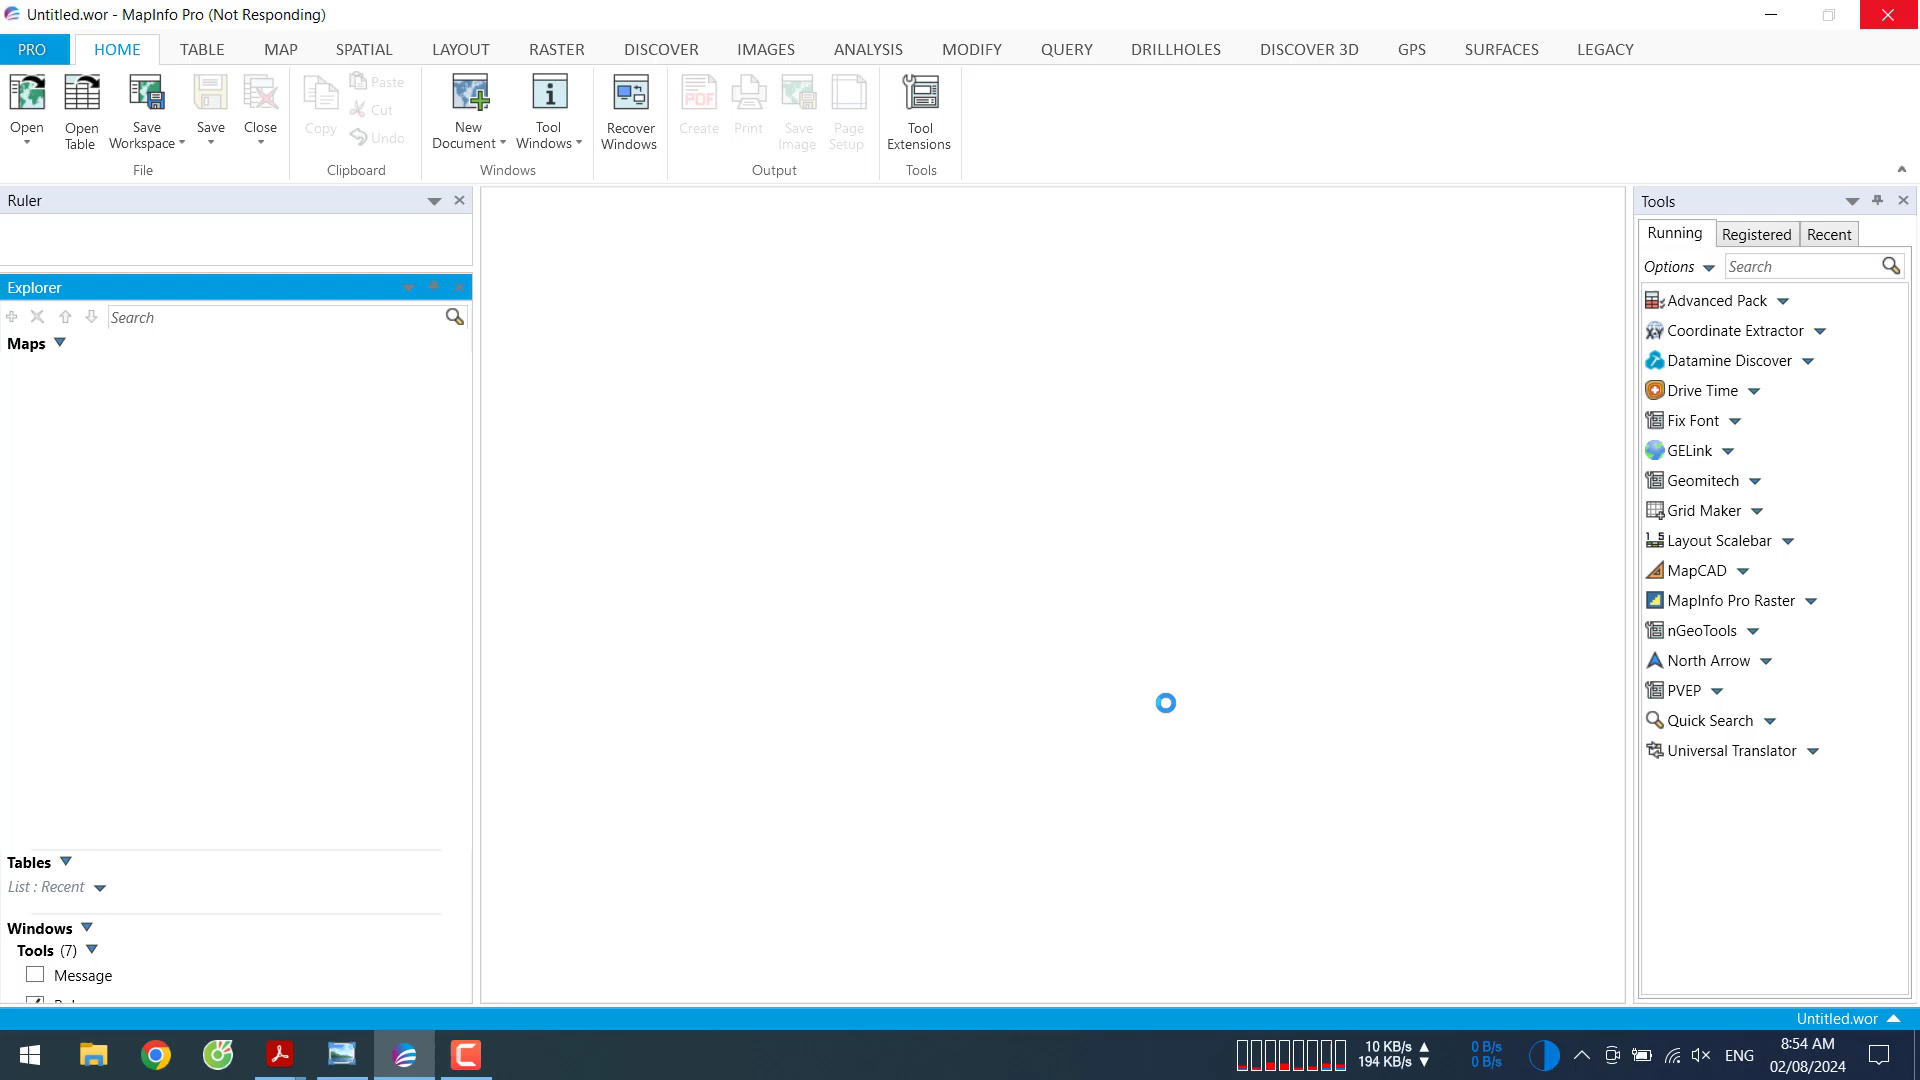 Untitled.wor - MapInfo Pro (Not Responding)
PRO HOME TABLE MAP SPATIAL LAYOUT RASTER DISCOVER IMAGES ANALYSIS MODIFY QUERY DRILLHOLES DISCOVER 3D GPS SURFACES LEGACY
Open
Open Table
Save Workspace
Save
Close
File
Copy
Paste
Cut
Undo
Clipboard
New Document
Tool Windows
Windows
Recover Windows
PDF
Create
Print
Save Image
Page Setup
Output
Tool Extensions
Tools
Ruler
Explorer
Search
Maps
Tables
List : Recent
Windows
Tools (7)
Message
Tools
Running Registered Recent
Options Search
Advanced Pack
Coordinate Extractor
Datamine Discover
Drive Time
Fix Font
GELink
Geomitech
Grid Maker
Layout Scalebar
MapCAD
MapInfo Pro Raster
nGeoTools
North Arrow
PVEP
Quick Search
Universal Translator
Untitled.wor
10 KB/s
194 KB/s
0 B/s
0 B/s
ENG
8:54 AM
02/08/2024